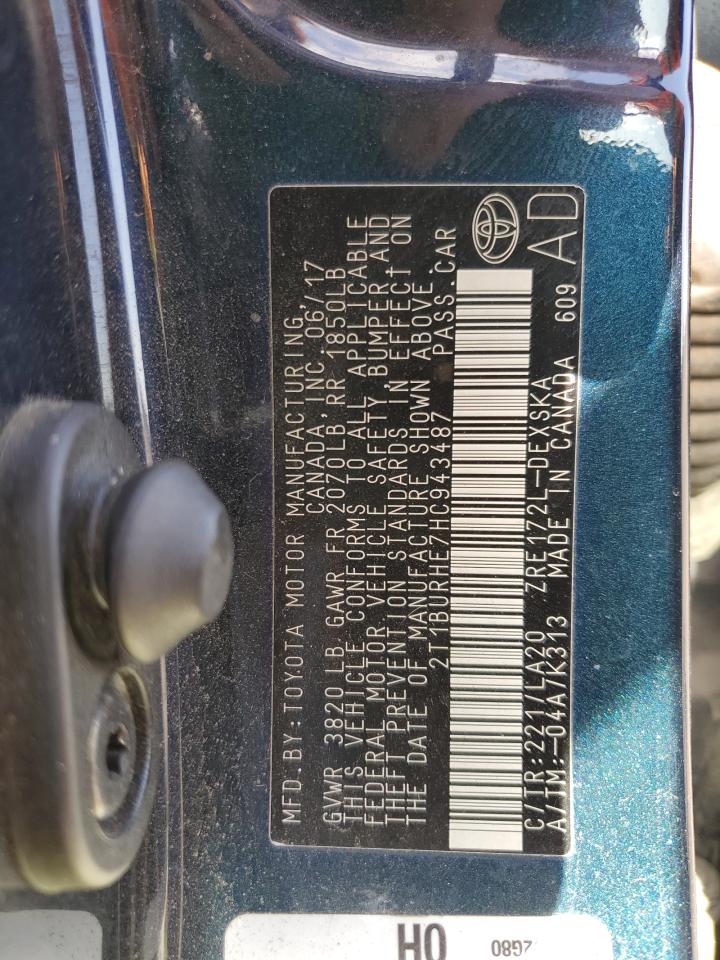 MFD.BY:TOYOTA MOTOR MANUFACTURING,
CANADA, INC. 06/17
GVWR 3820LB GAWR FR 2070LB,RR 1850LB
THIS VEHICLE CONFORMS TO ALL APPLICABLE
FEDERAL MOTOR VEHICLE SAFETY,BUMPER,AND
THEFT PREVENTION STANDARDS IN EFFECT ON
THE DATE OF MANUFACTURE SHOWN ABOVE.
2T1BURHE7HC943487 PASS.CAR
C/TR:221/LA20 ZRE172L-DEXSKA
A/TM:-04A/K313 MADE IN CANADA 609
AD
H0